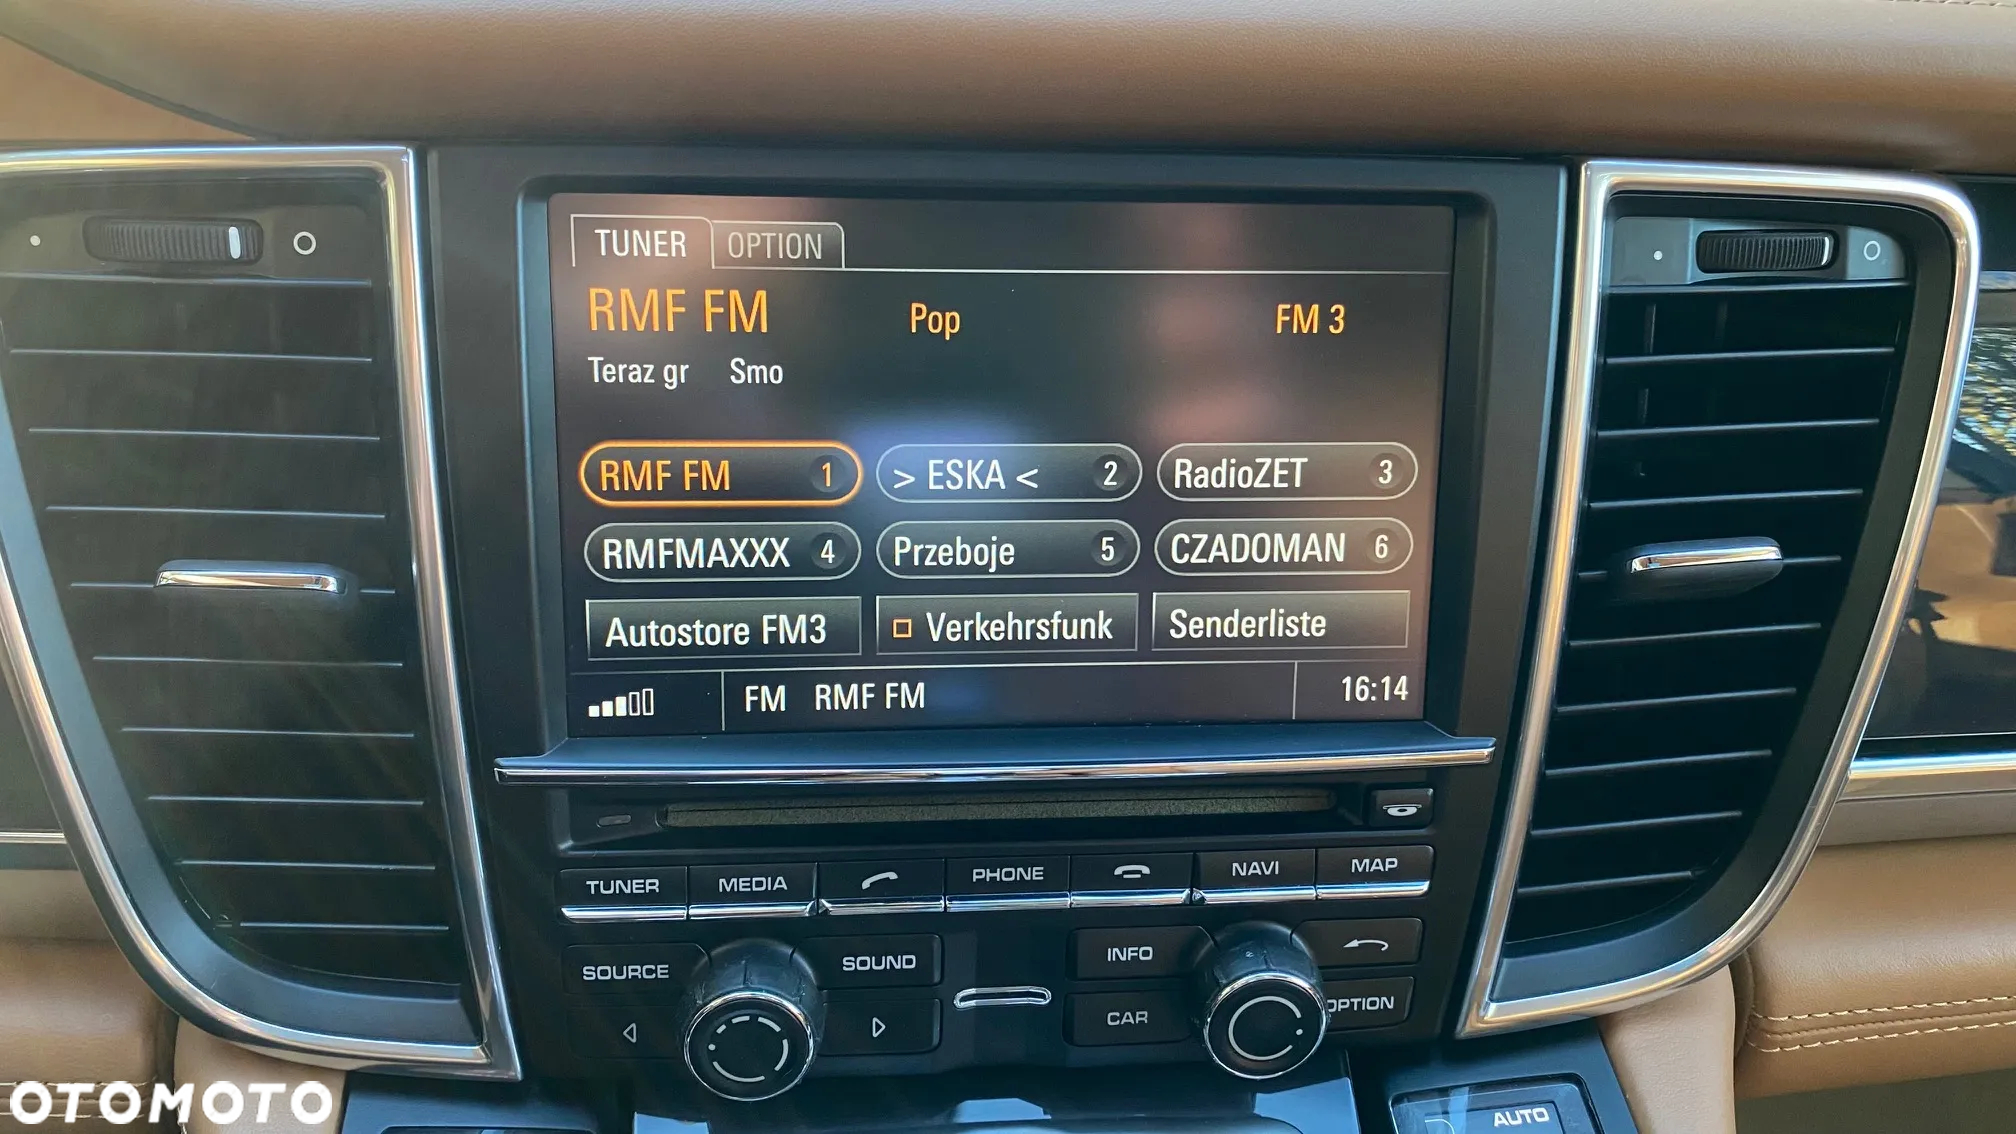 TUNER OPTION
RMF FM Pop FM 3
Teraz gr Smo
RMF FM 1 > ESKA < 2 RadioZET 3
RMFMAXXX 4 Przeboje 5 CZADOMAN 6
Autostore FM3 Verkehrsfunk Senderliste
FM RMF FM 16:14
TUNER MEDIA PHONE NAVI MAP
SOURCE SOUND INFO
CAR OPTION
AUTO
OTOMOTO